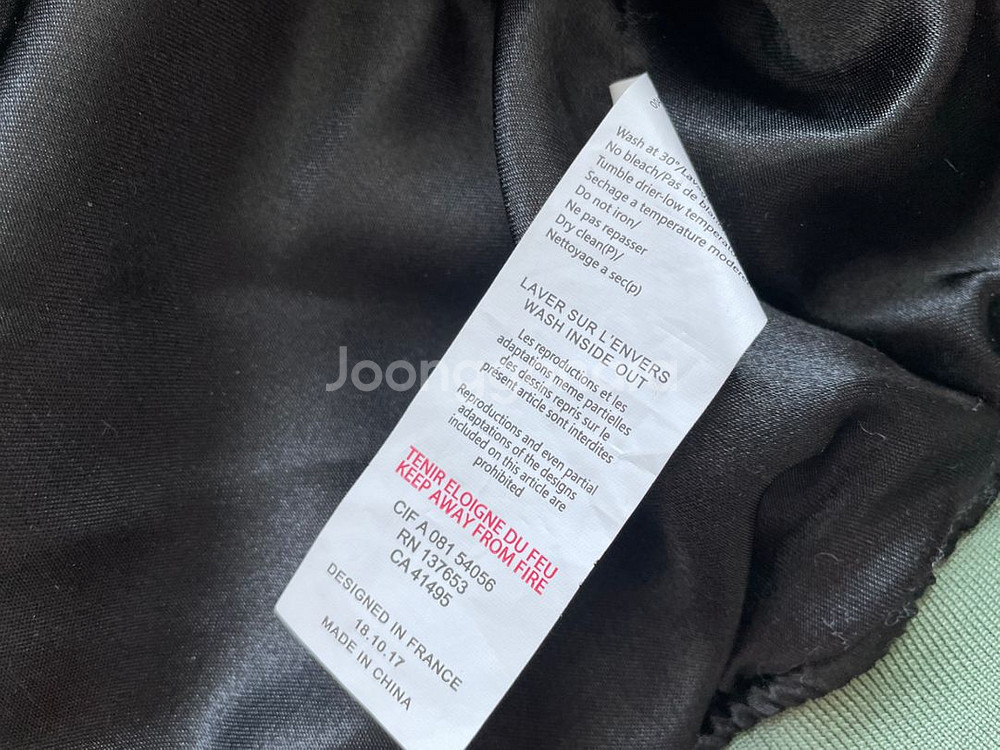 Wash at 30°/Lav
No bleach/Pas de bla
Tumble drier-low tempera
Sechage a temperature moder
Do not iron/
Ne pas repasser
Dry clean(P)/
Nettoyage a sec(p)
LAVER SUR L'ENVERS
WASH INSIDE OUT
Les reproductions et les
adaptations meme partielles
des dessins repris sur le
présent article sont interdites
Reproductions and even partial
adaptations of the designs
included on this article are
prohibited
TENIR ELOIGNE DU FEU
KEEP AWAY FROM FIRE
CIF A 081 54056
RN 137653
CA 41495
DESIGNED IN FRANCE
18.10.17
MADE IN CHINA